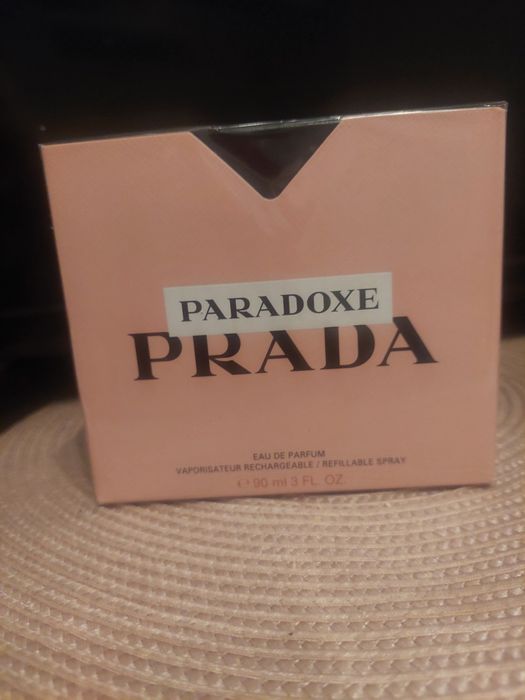 PARADOXE
PRADA
EAU DE PARFUM
VAPORISATEUR RECHARGEABLE / REFILLABLE SPRAY
℮ 90 ml 3 FL. OZ.